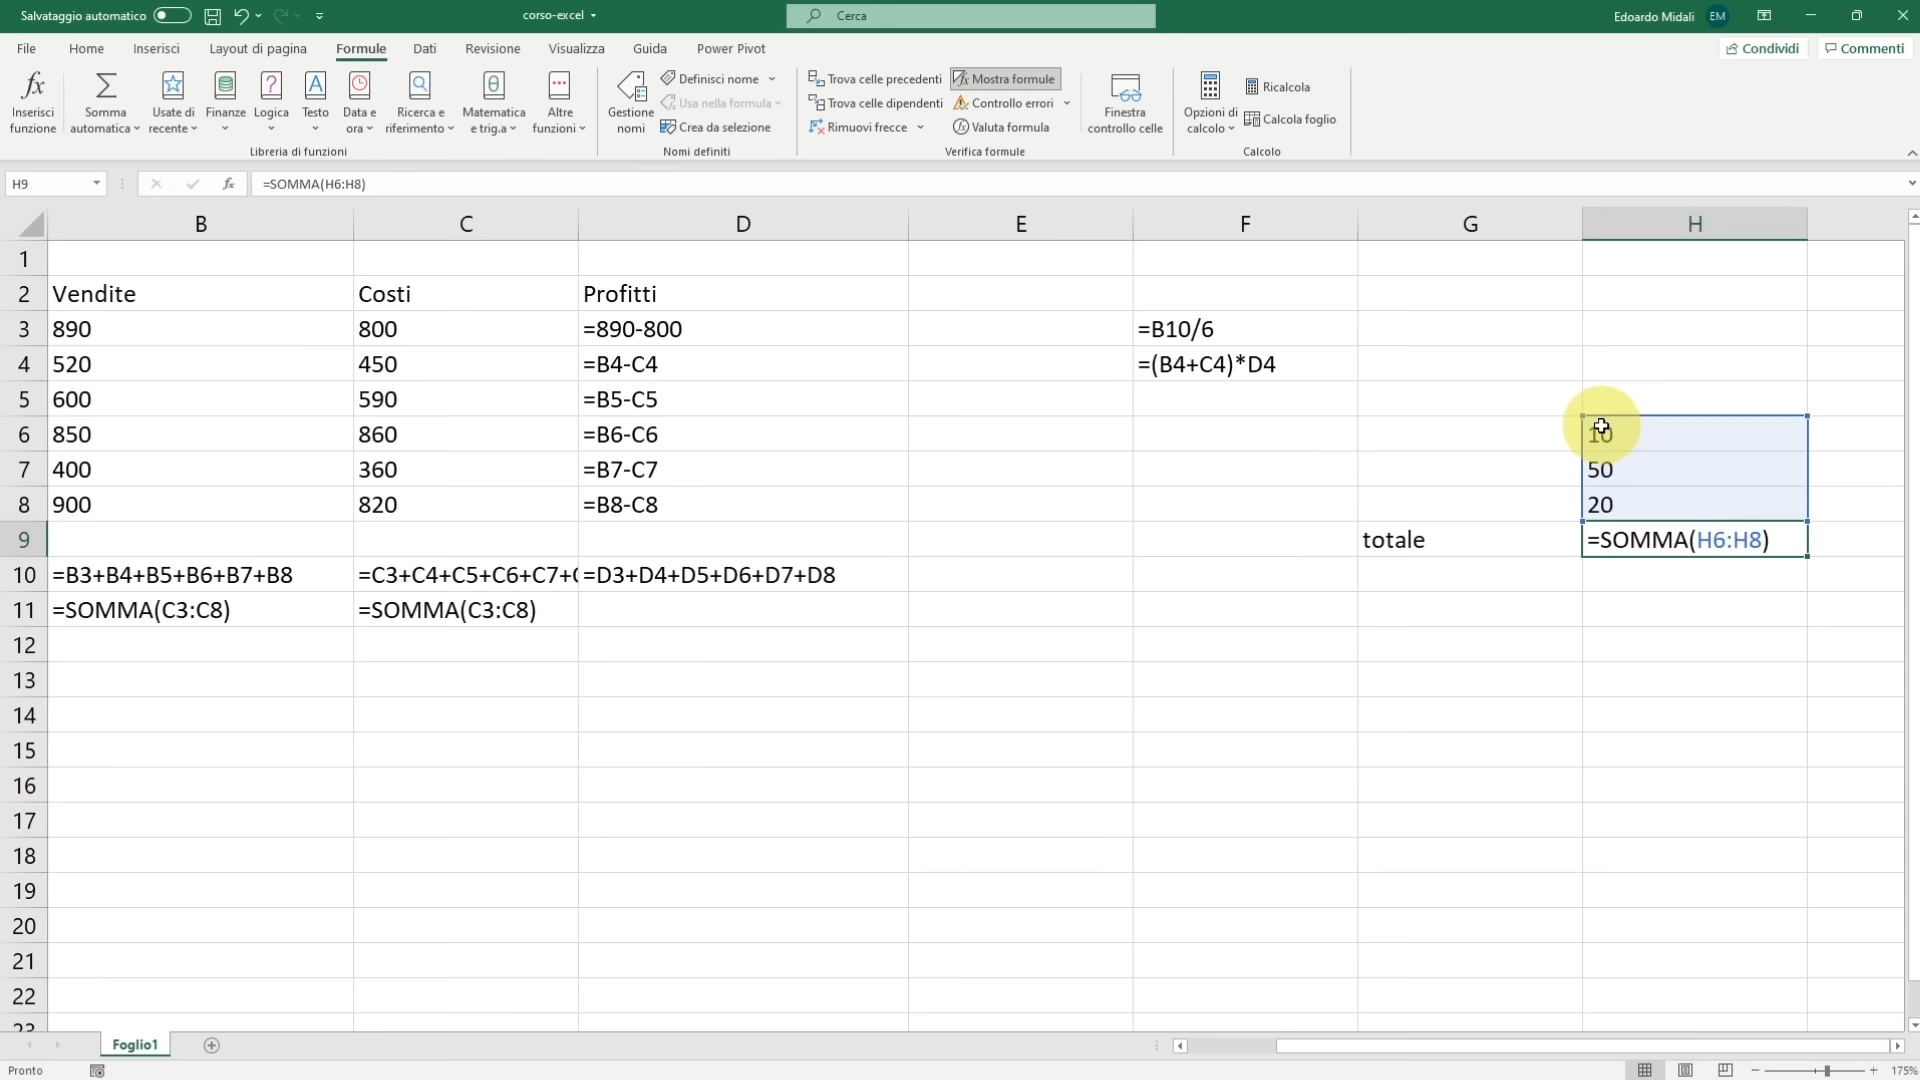 Salvataggio automatico
corso-excel
Cerca
Edoardo Midali EM
File Home Inserisci Layout di pagina Formule Dati Revisione Visualizza Guida Power Pivot Condividi Commenti
fx Inserisci funzione
Somma automatica
Usate di recente
Finanze
Logica
Testo
Data e ora
Ricerca e riferimento
Matematica e trig.a
Altre funzioni
Libreria di funzioni
Gestione nomi
Definisci nome
Usa nella formula
Crea da selezione
Nomi definiti
Trova celle precedenti
Trova celle dipendenti
Rimuovi frecce
Mostra formule
Controllo errori
Valuta formula
Verifica formule
Finestra controllo celle
Opzioni di calcolo
Ricalcola
Calcola foglio
Calcolo
H9 fx =SOMMA(H6:H8)
B C D E F G H
1
2 Vendite Costi Profitti
3 890 800 =890-800 =B10/6
4 520 450 =B4-C4 =(B4+C4)*D4
5 600 590 =B5-C5
6 850 860 =B6-C6 10
7 400 360 =B7-C7 50
8 900 820 =B8-C8 20
9 totale =SOMMA(H6:H8)
10 =B3+B4+B5+B6+B7+B8 =C3+C4+C5+C6+C7+C =D3+D4+D5+D6+D7+D8
11 =SOMMA(C3:C8) =SOMMA(C3:C8)
12
13
14
15
16
17
18
19
20
21
22
23
Foglio1
Pronto 175%